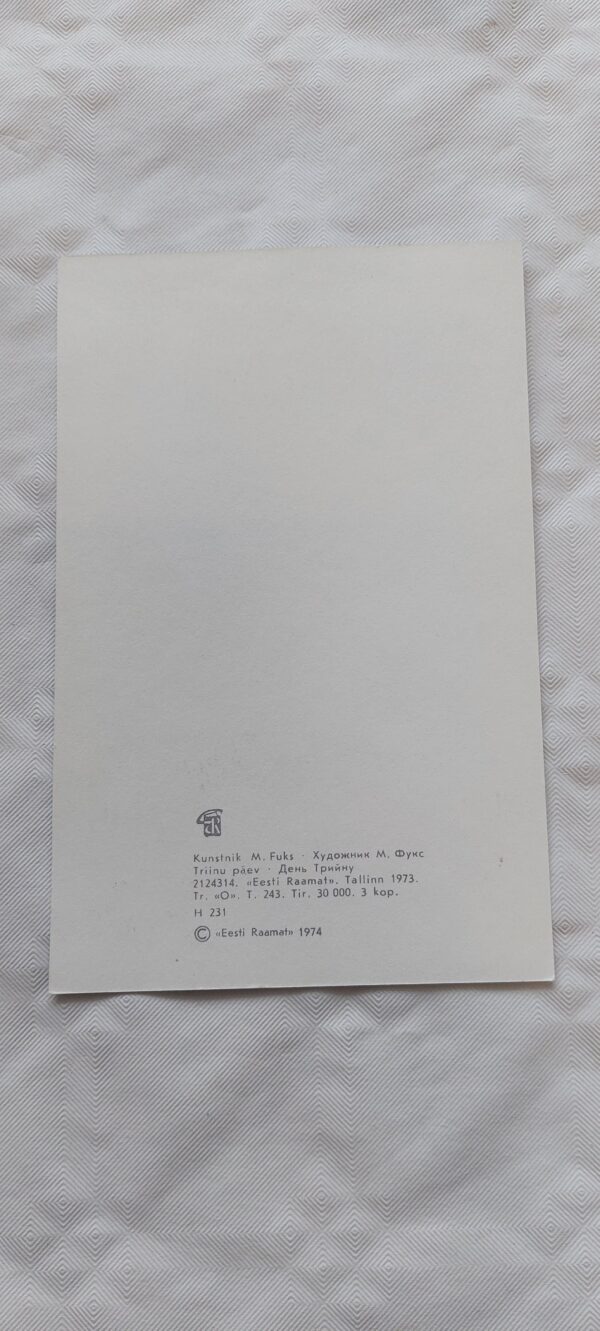 ER
Kunstnik M. Fuks · Художник М. Фукс
Triinu päev · День Трийну
2124314. «Eesti Raamat». Tallinn 1973.
Tr. «O». T. 243. Tir. 30 000. 3 kop.
H 231
© «Eesti Raamat» 1974